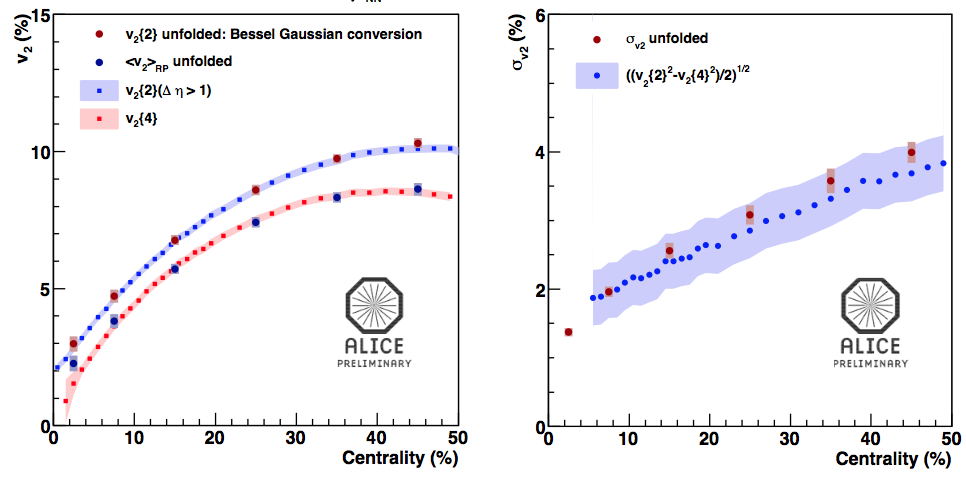 NN
v2 (%)
15
10
5
0
v2{2} unfolded: Bessel Gaussian conversion
<v2>RP unfolded
v2{2}(Δ η > 1)
v2{4}
ALICE
PRELIMINARY
0 10 20 30 40 50
Centrality (%)
σv2 (%)
6
4
2
0
σv2 unfolded
((v2{2}²-v2{4}²)/2)^1/2
ALICE
PRELIMINARY
0 10 20 30 40 50
Centrality (%)